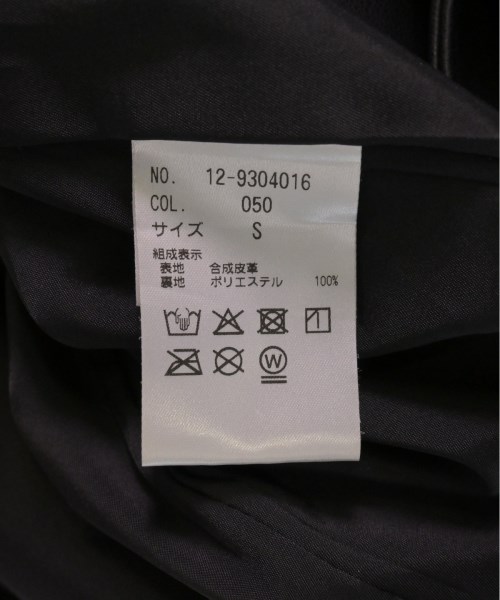 NO. 12-9304016
COL. 050
サイズ S
組成表示
表地 合成皮革
裏地 ポリエステル 100%
W